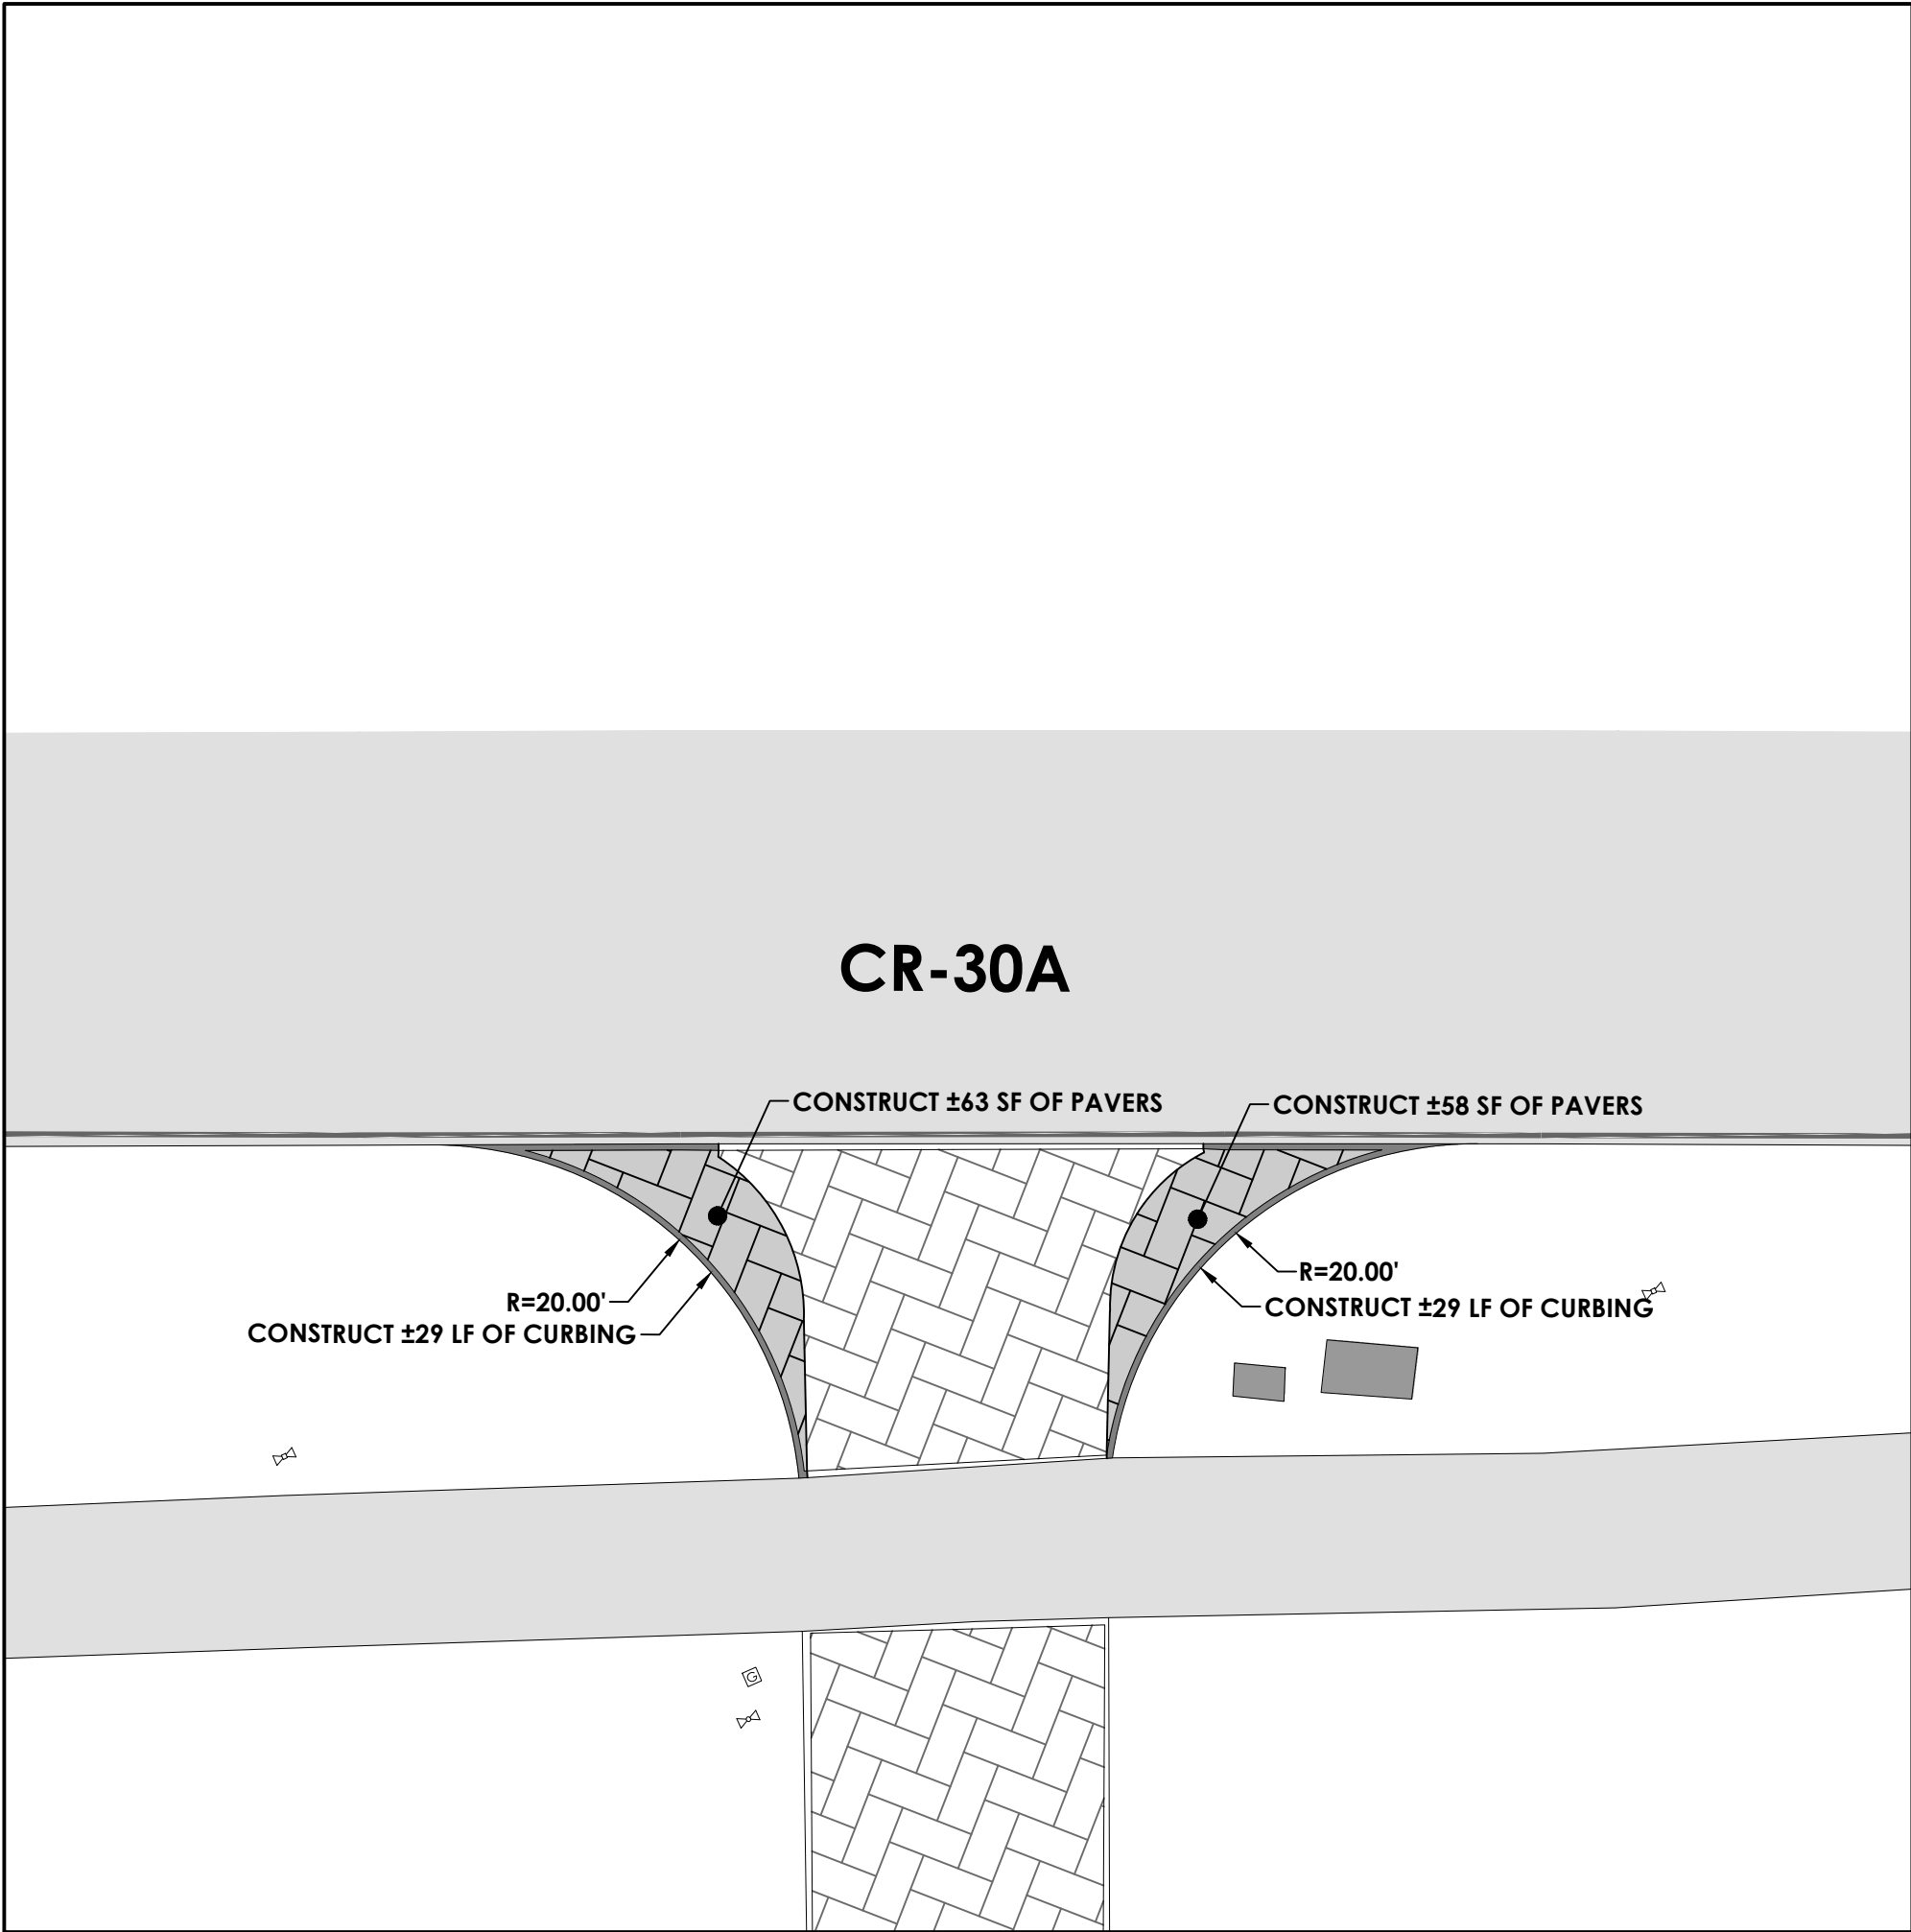 CR-30A
CONSTRUCT ±63 SF OF PAVERS
CONSTRUCT ±58 SF OF PAVERS
R=20.00'
CONSTRUCT ±29 LF OF CURBING
R=20.00'
CONSTRUCT ±29 LF OF CURBING
G